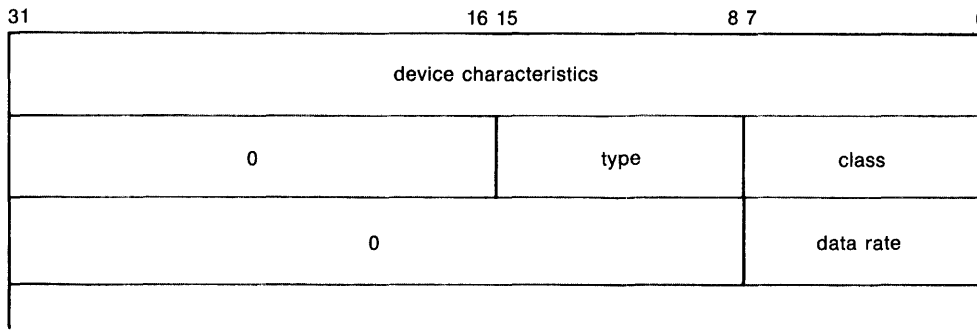 31 16 15 8 7
device characteristics
0 type class
0 data rate